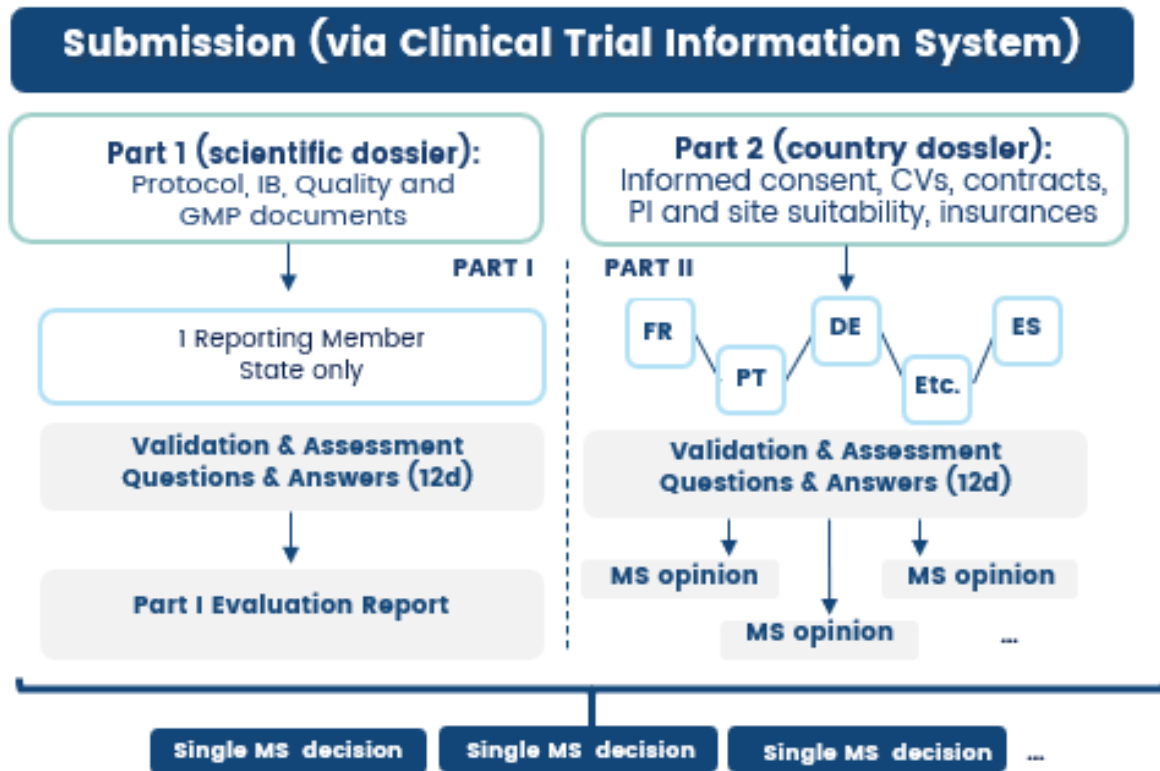 Submission (via Clinical Trial Information System)
Part 1 (scientific dossier):
Protocol, IB, Quality and
GMP documents
Part 2 (country dossier):
Informed consent, CVs, contracts,
PI and site suitability, insurances
PART I
PART II
1 Reporting Member
State only
FR
PT
DE
Etc.
ES
Validation & Assessment
Questions & Answers (12d)
Validation & Assessment
Questions & Answers (12d)
Part I Evaluation Report
MS opinion
MS opinion
MS opinion
...
Single MS decision
Single MS decision
Single MS decision
...